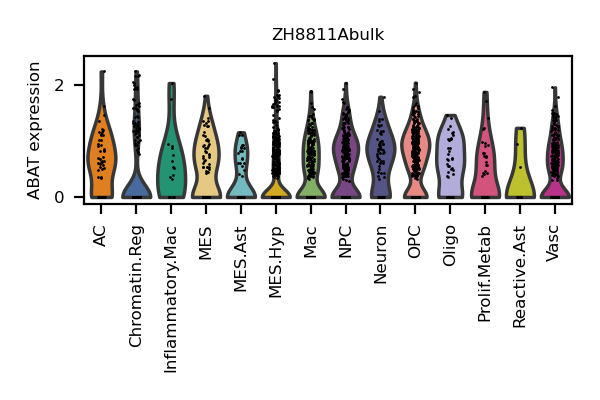 ZH8811Abulk
ABAT expression
2
0
AC
Chromatin.Reg
Inflammatory.Mac
MES
MES.Ast
MES.Hyp
Mac
NPC
Neuron
OPC
Oligo
Prolif.Metab
Reactive.Ast
Vasc